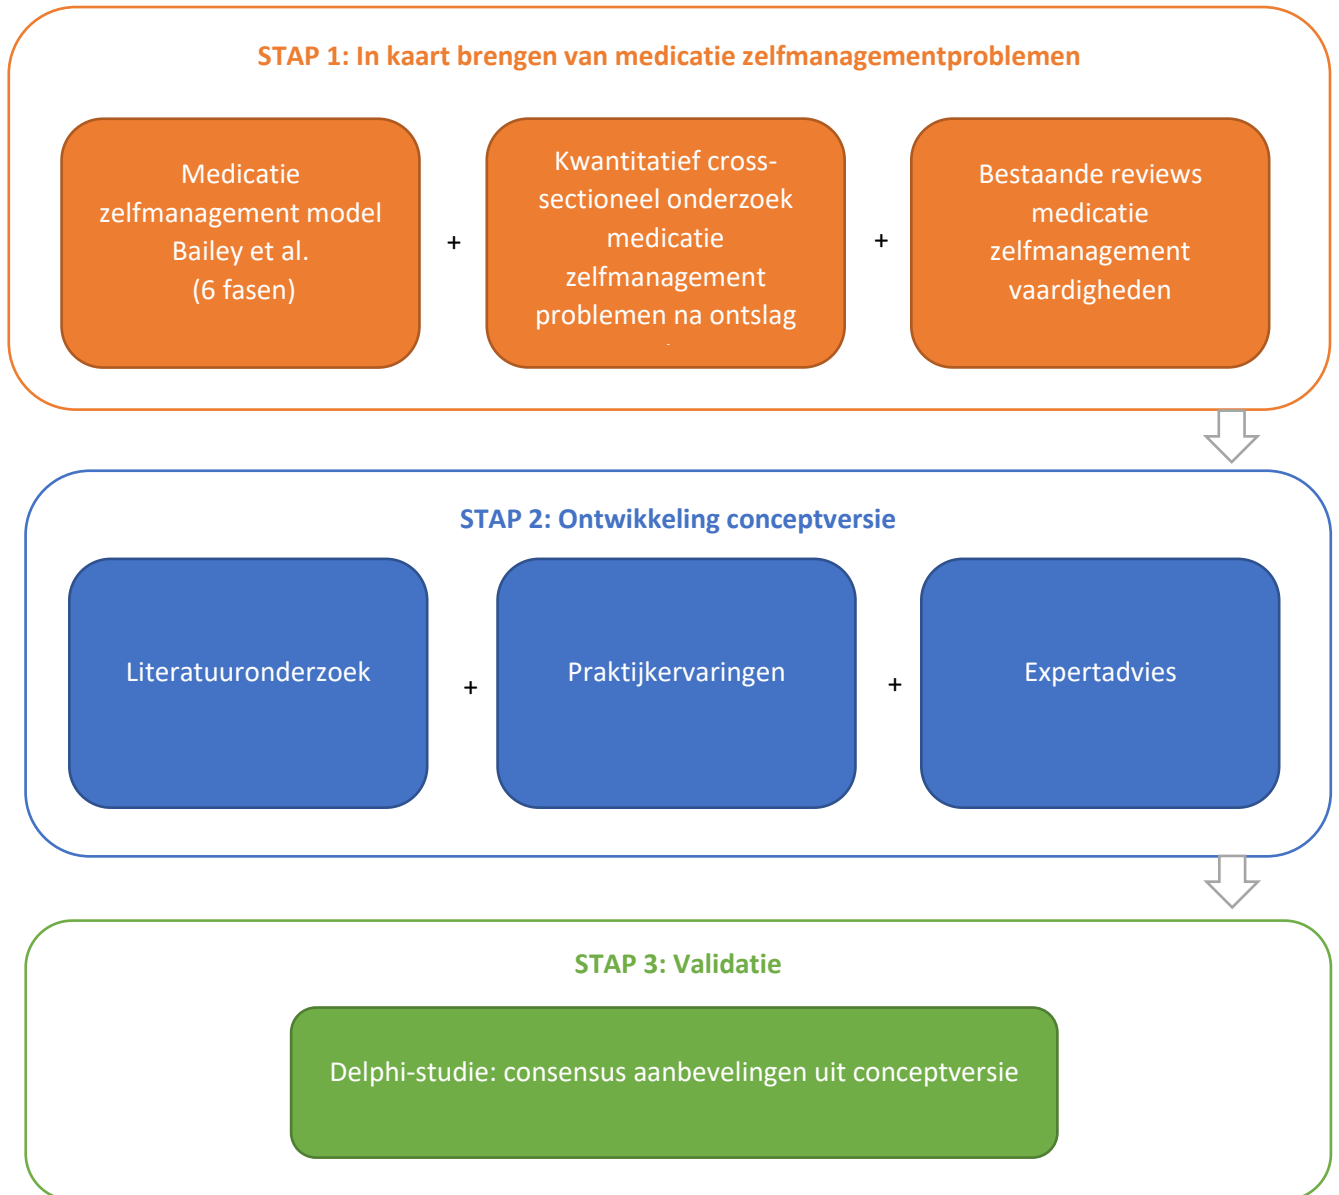 STAP 1: In kaart brengen van medicatie zelfmanagementproblemen
Medicatie
zelfmanagement model
Bailey et al.
(6 fasen)
+
Kwantitatief cross-
sectioneel onderzoek
medicatie
zelfmanagement
problemen na ontslag
+
Bestaande reviews
medicatie
zelfmanagement
vaardigheden
STAP 2: Ontwikkeling conceptversie
Literatuuronderzoek
+
Praktijkervaringen
+
Expertadvies
STAP 3: Validatie
Delphi-studie: consensus aanbevelingen uit conceptversie